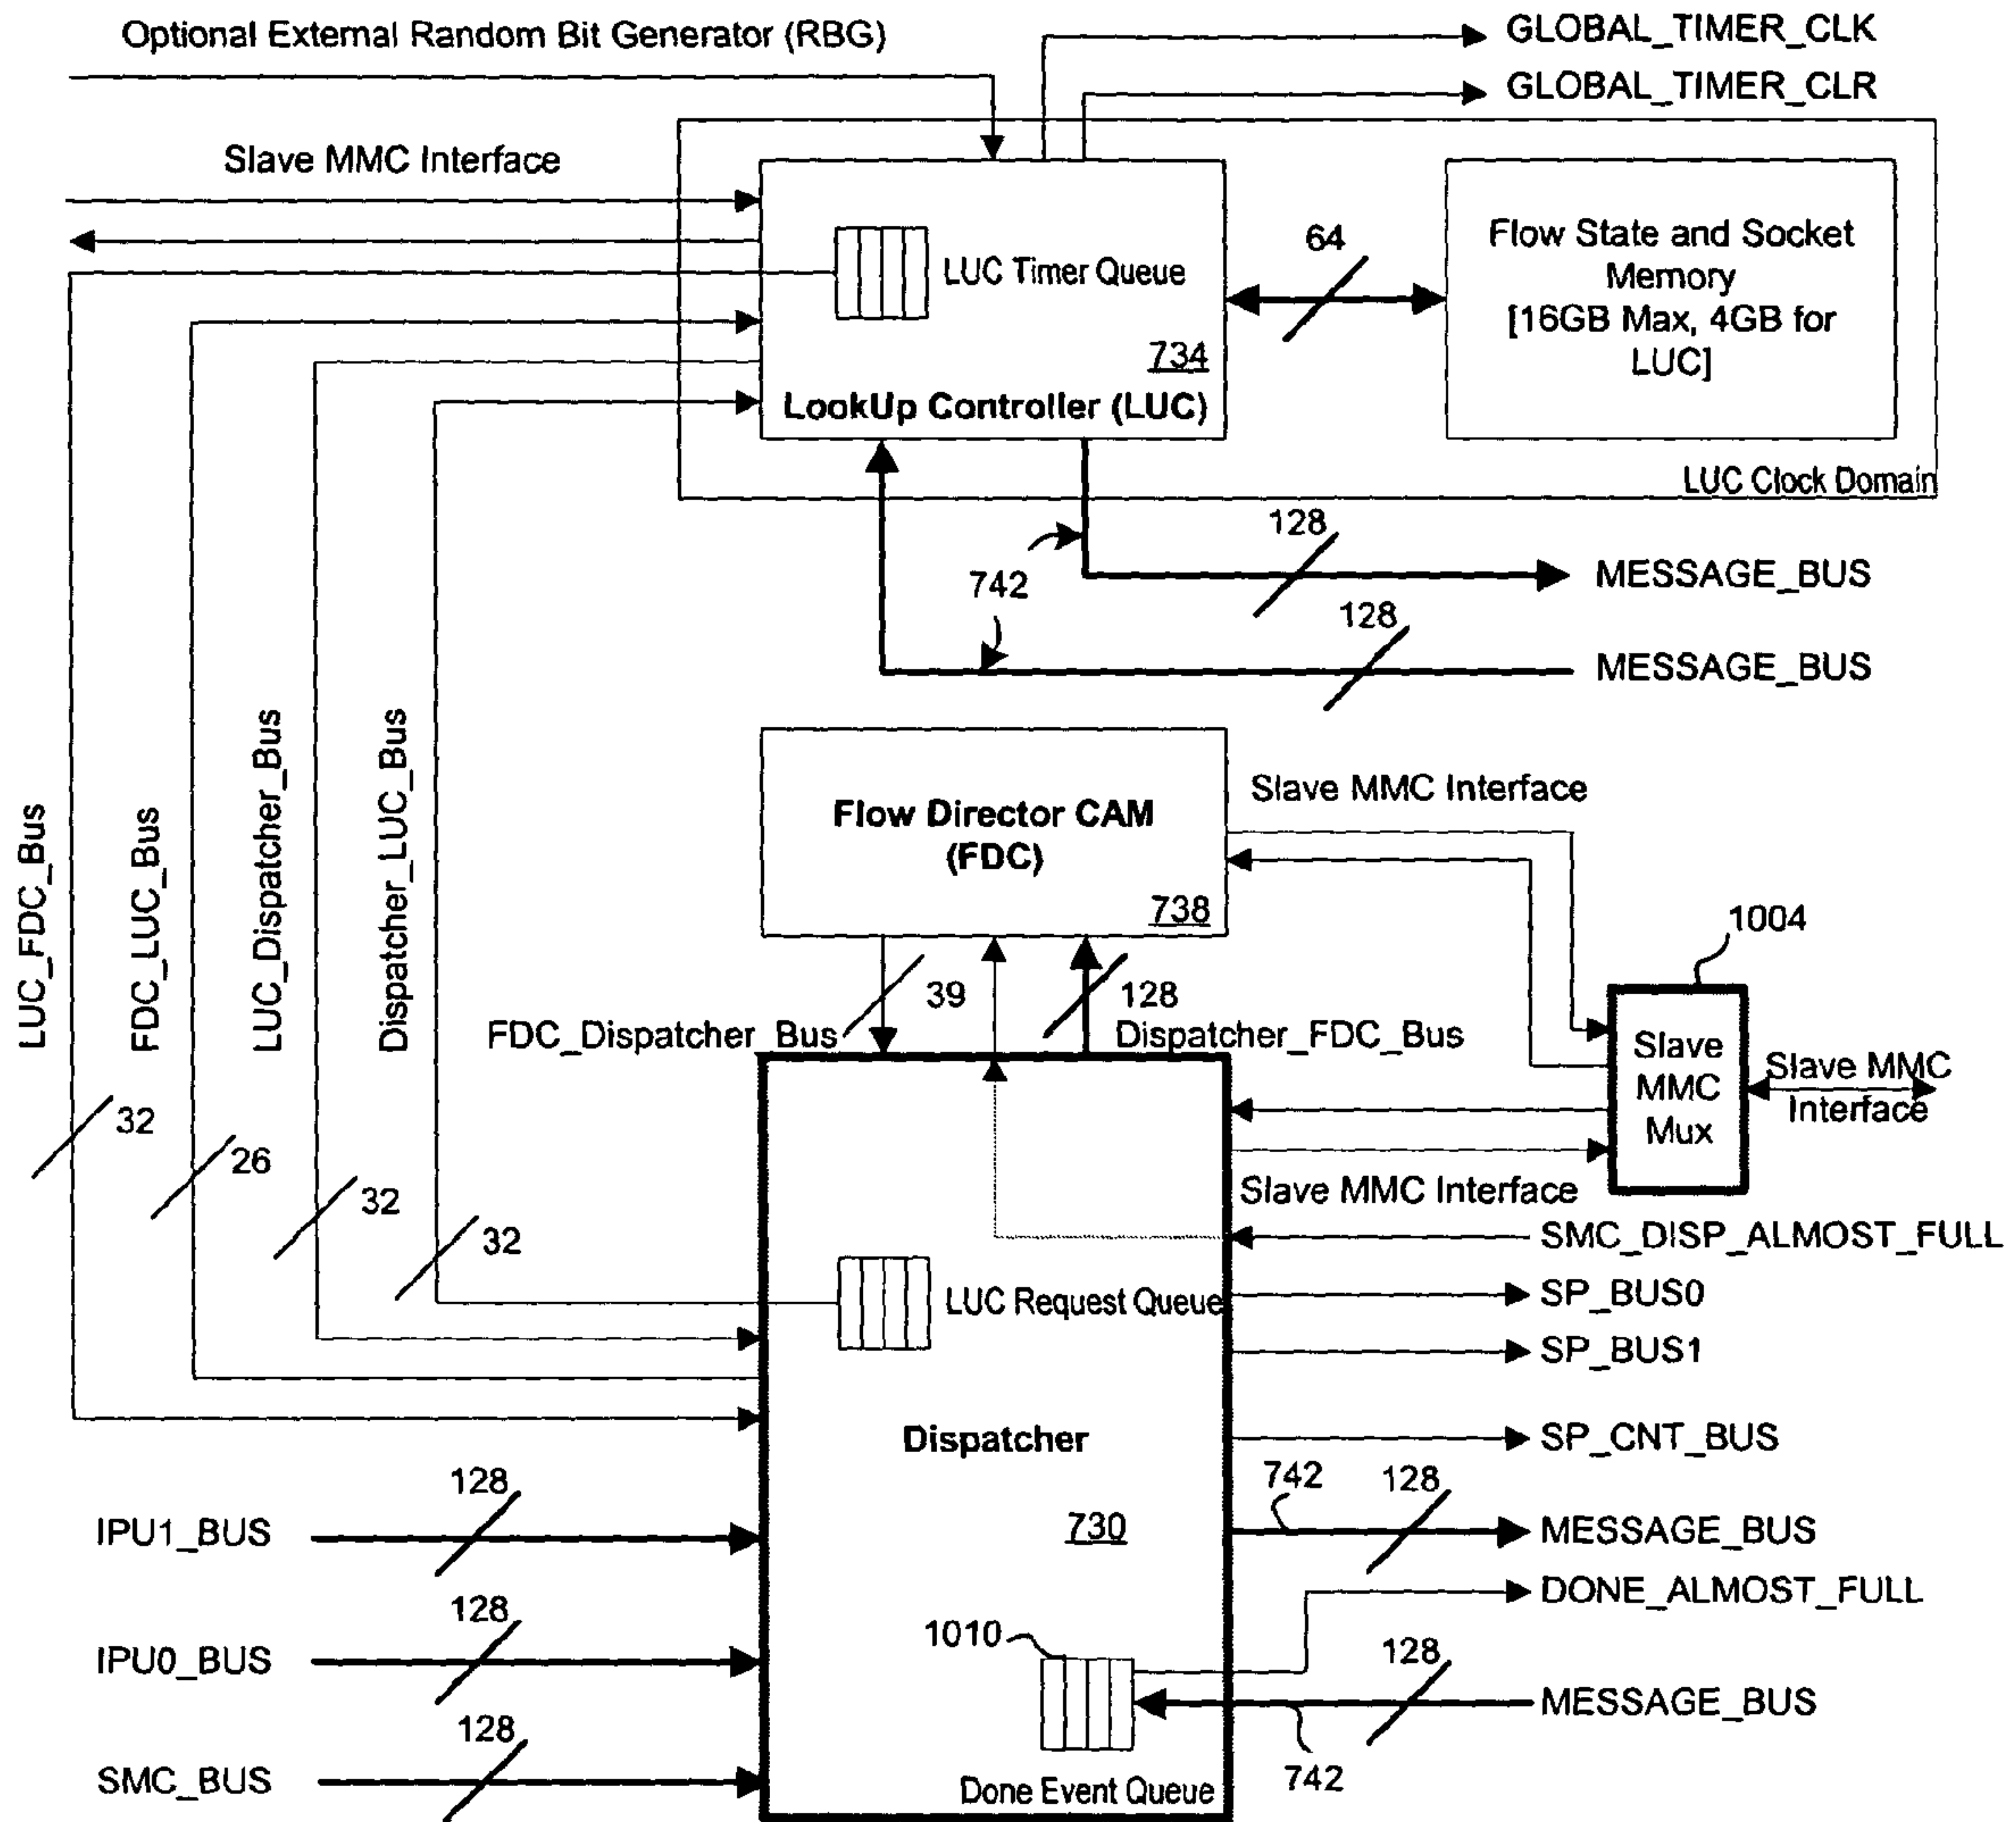 Optional External Random Bit Generator (RBG)
GLOBAL_TIMER_CLK
GLOBAL_TIMER_CLR
Slave MMC Interface
LUC Timer Queue
734
LookUp Controller (LUC)
64
Flow State and Socket
Memory
[16GB Max, 4GB for
LUC]
LUC Clock Domain
128
MESSAGE_BUS
742
128
MESSAGE_BUS
LUC_FDC_Bus
FDC_LUC_Bus
LUC_Dispatcher_Bus
Dispatcher_LUC_Bus
Flow Director CAM
(FDC)
738
Slave MMC Interface
1004
Slave
MMC
Mux
Slave MMC
Interface
39
128
FDC_Dispatcher_Bus
Dispatcher_FDC_Bus
32
26
32
32
Slave MMC Interface
SMC_DISP_ALMOST_FULL
LUC Request Queue
SP_BUS0
SP_BUS1
Dispatcher
SP_CNT_BUS
730
742
128
MESSAGE_BUS
128
IPU1_BUS
DONE_ALMOST_FULL
128
IPU0_BUS
1010
128
MESSAGE_BUS
742
128
SMC_BUS
Done Event Queue